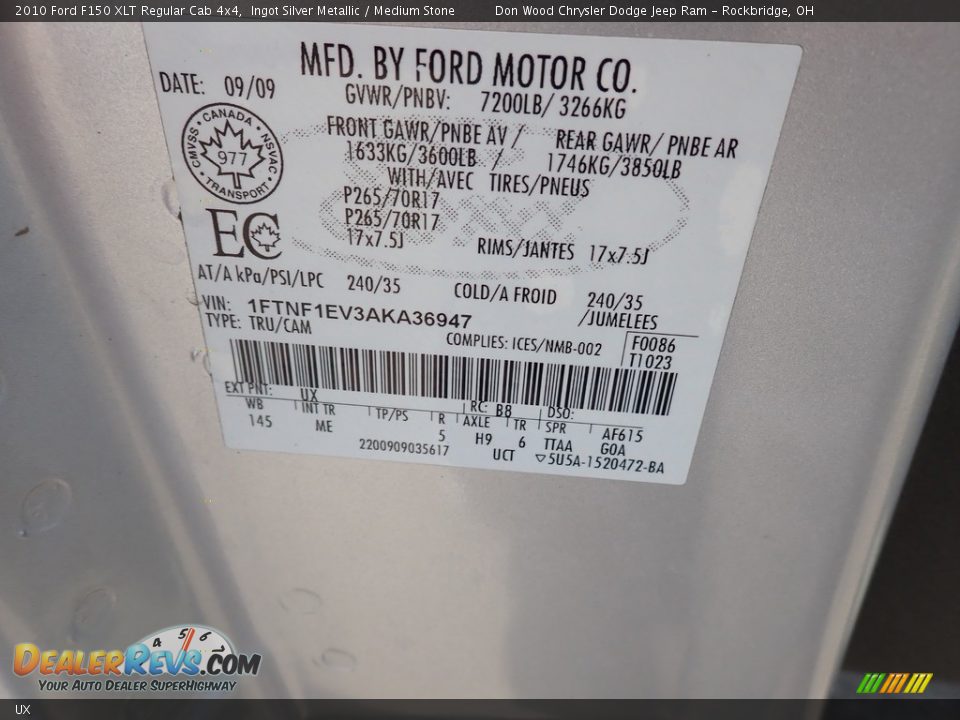 2010 Ford F150 XLT Regular Cab 4x4, Ingot Silver Metallic / Medium Stone Don Wood Chrysler Dodge Jeep Ram – Rockbridge, OH
MFD. BY FORD MOTOR CO.
DATE: 09/09 GVWR/PNBV: 7200LB/ 3266KG
CANADA
CMVSS 977 NSVAC
TRANSPORT
FRONT GAWR/PNBE AV / REAR GAWR/ PNBE AR
1633KG/3600LB / 1746KG/3850LB
WITH/AVEC TIRES/PNEUS
P265/70R17
P265/70R17
17x7.5J RIMS/JANTES 17x7.5J
EC
AT/A kPa/PSI/LPC 240/35 COLD/A FROID 240/35
/JUMELEES
VIN: 1FTNF1EV3AKA36947
TYPE: TRU/CAM
COMPLIES: ICES/NMB-002
F0086
T1023
EXT PNT: UX RC: B8 DSO:
WB INT TR TP/PS R AXLE TR SPR AF615
145 ME 5 H9 6 TTAA GOA
2200909035617 UCT ▽5U5A-1520472-BA
4 5 6 7
DealerRevs.com
Your Auto Dealer SuperHighway
UX